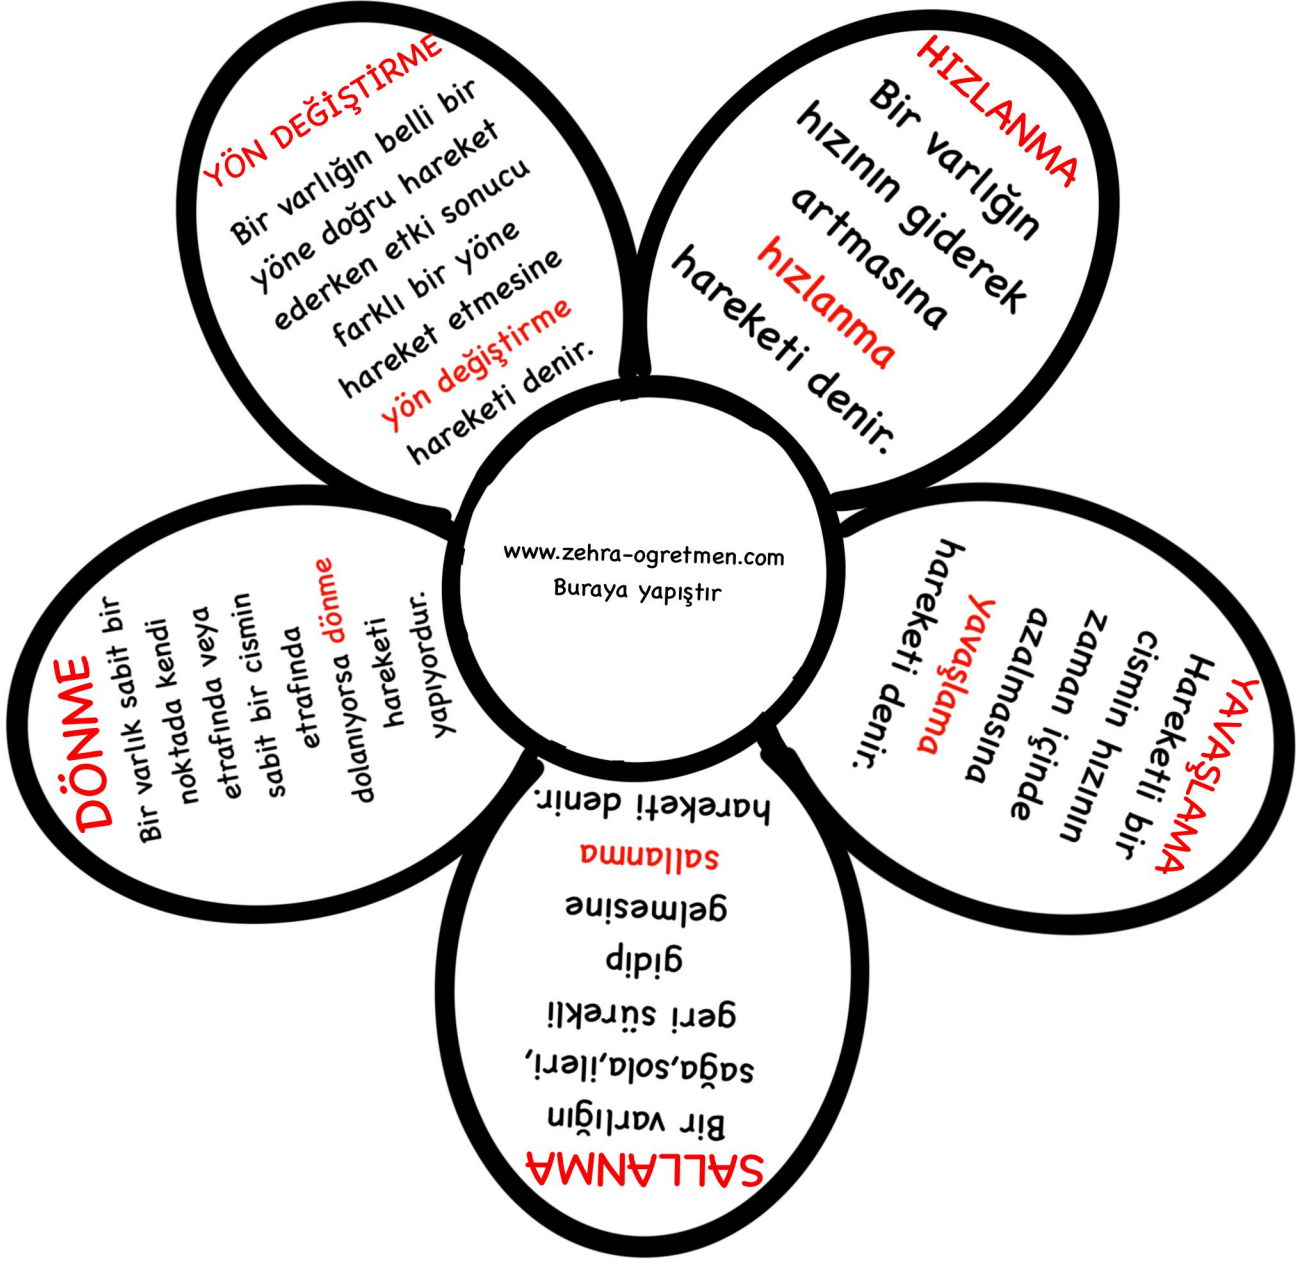 YÖN DEĞİŞTİRME
Bir varlığın belli bir
yöne doğru hareket
ederken etki sonucu
farklı bir yöne
hareket etmesine
yön değiştirme
hareketi denir.
HIZLANMA
Bir varlığın
hızının giderek
artmasına
hızlanma
hareketi denir.
YAVAŞLAMA
Hareketli bir
cismin hızının
zaman içinde
azalmasına
yavaşlama
hareketi denir.
SALLANMA
Bir varlığın
sağa,sola,ileri,
geri sürekli
gidip
gelmesine
sallanma
hareketi denir.
DÖNME
Bir varlık sabit bir
noktada kendi
etrafında veya
sabit bir cismin
etrafında
dolanıyorsa dönme
hareketi
yapıyordur.
www.zehra-ogretmen.com
Buraya yapıştır